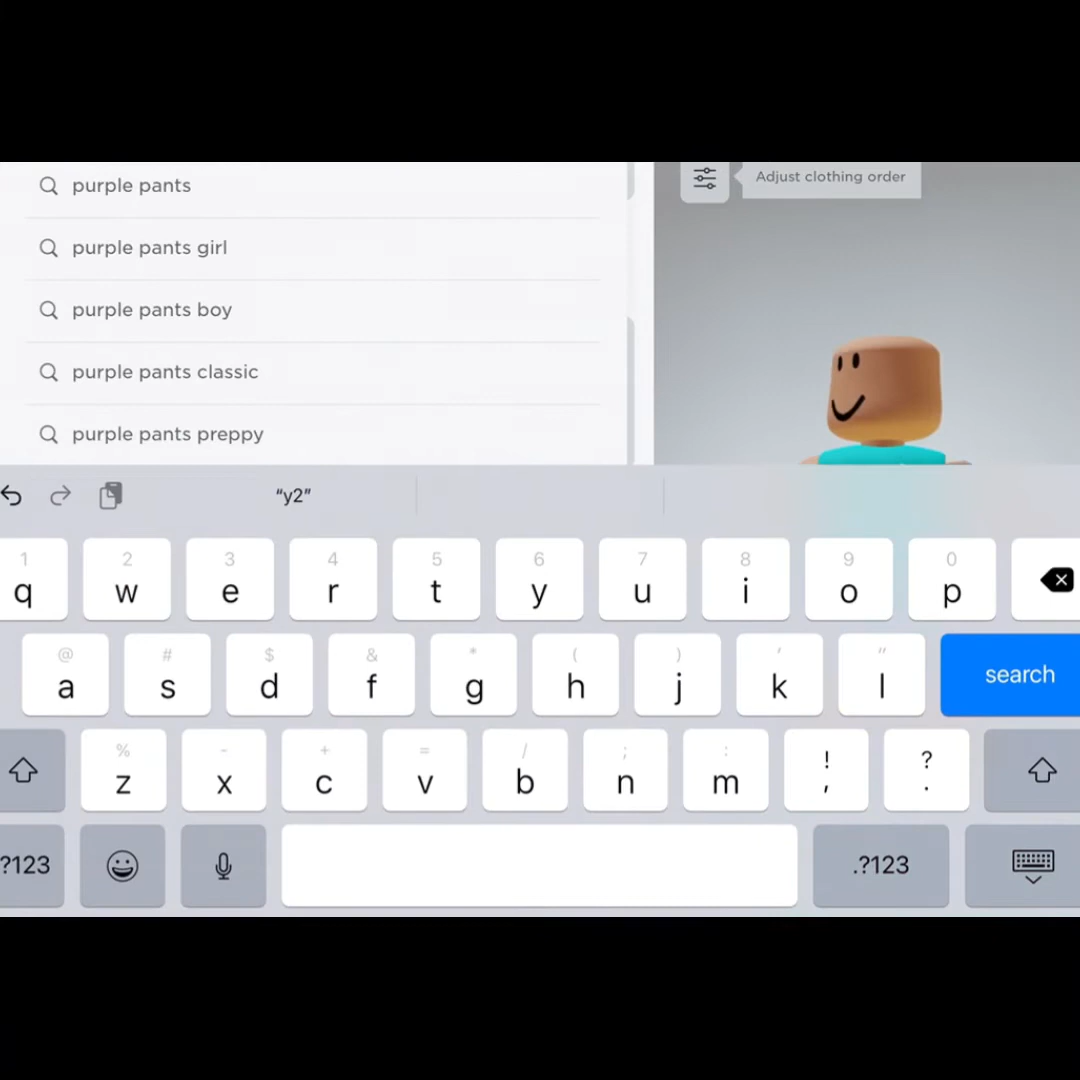 purple pants
Adjust clothing order
purple pants girl
purple pants boy
purple pants classic
purple pants preppy
“y2”
1 2 3 4 5 6 7 8 9 0
q w e r t y u i o p
@ # $ & * ( ) ' "
a s d f g h j k l search
% - + = / ; : ! ?
z x c v b n m , .
?123 .?123